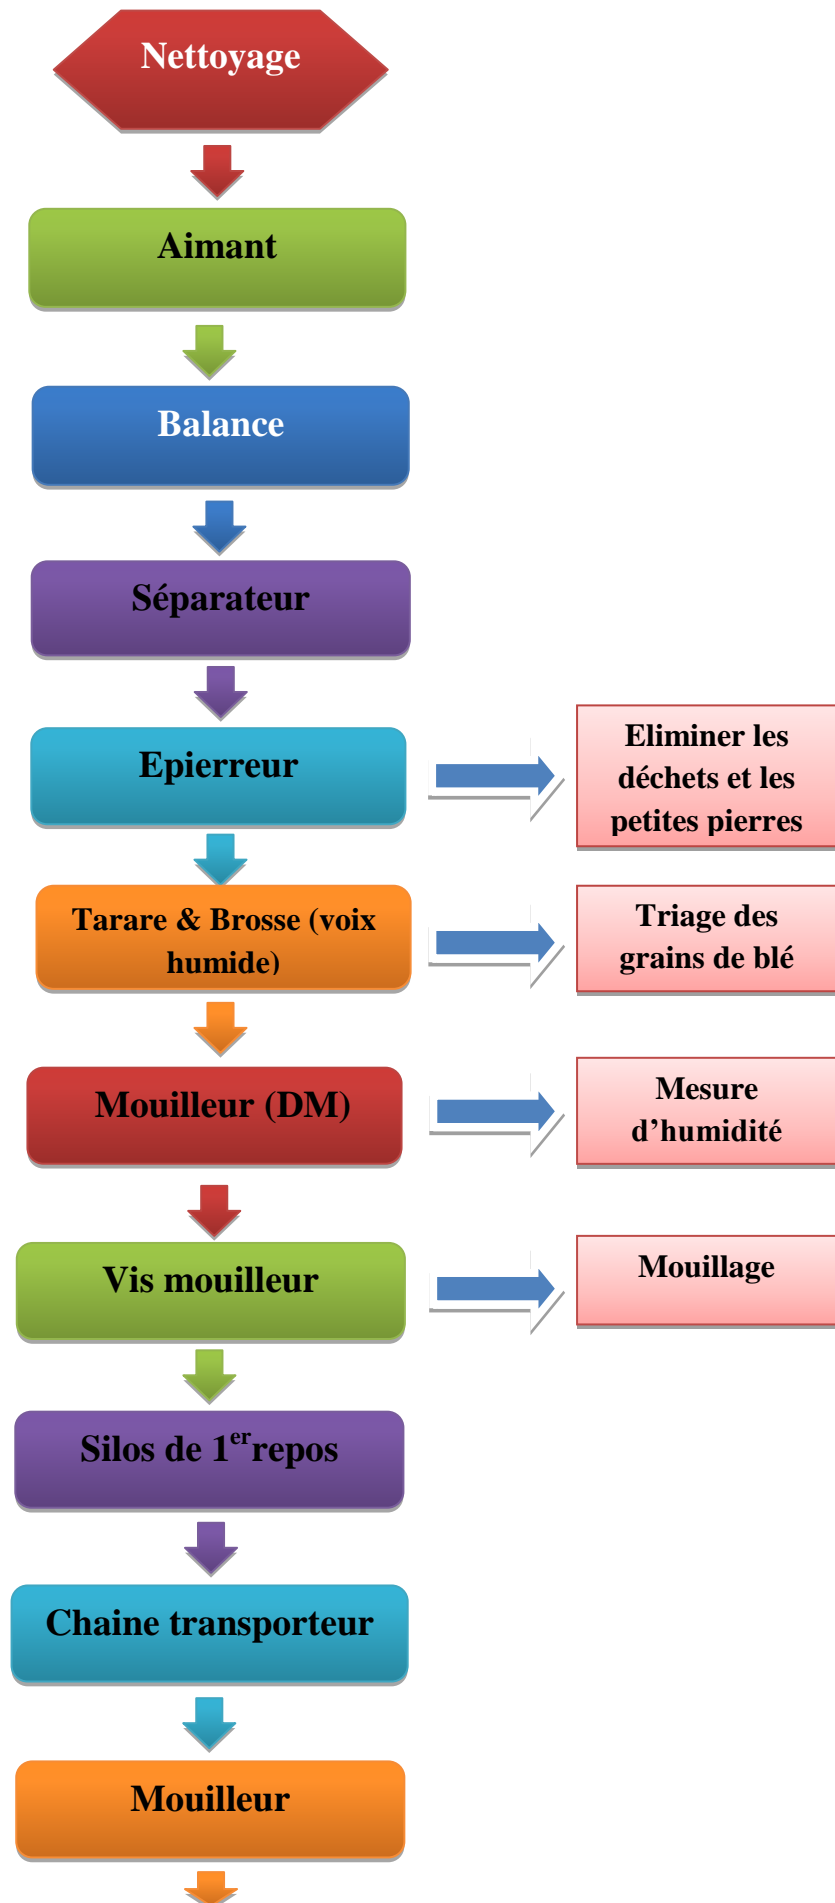 Nettoyage
Aimant
Balance
Séparateur
Epierreur
Eliminer les
déchets et les
petites pierres
Tarare & Brosse (voix
humide)
Triage des
grains de blé
Mouilleur (DM)
Mesure
d’humidité
Vis mouilleur
Mouillage
Silos de 1er repos
Chaine transporteur
Mouilleur